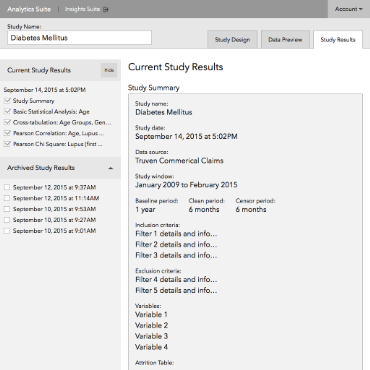 Analytics Suite | Insights Suite
Account
Study Name:
Diabetes Mellitus
Study Design
Data Preview
Study Results
Current Study Results
Hide
September 14, 2015 at 5:02PM
Study Summary
Basic Statistical Analysis: Age
Cross-tabulation: Age Groups, Gen...
Pearson Correlation: Age, Lupus ...
Pearson Chi Square: Lupus (first ...
Archived Study Results
September 12, 2015 at 9:37AM
September 12, 2015 at 11:14AM
September 10, 2015 at 9:53AM
September 10, 2015 at 9:27AM
September 10, 2015 at 9:01AM
Current Study Results
Study Summary
Study name:
Diabetes Mellitus
Study date:
September 14, 2015 at 5:02PM
Data source:
Truven Commerical Claims
Study window:
January 2009 to February 2015
Baseline period: Clean period: Censor period:
1 year 6 months 6 months
Inclusion criteria:
Filter 1 details and info...
Filter 2 details and info...
Filter 3 details and info...
Exclusion criteria:
Filter 4 details and info...
Filter 5 details and info...
Variables:
Variable 1
Variable 2
Variable 3
Variable 4
Attrition Table: